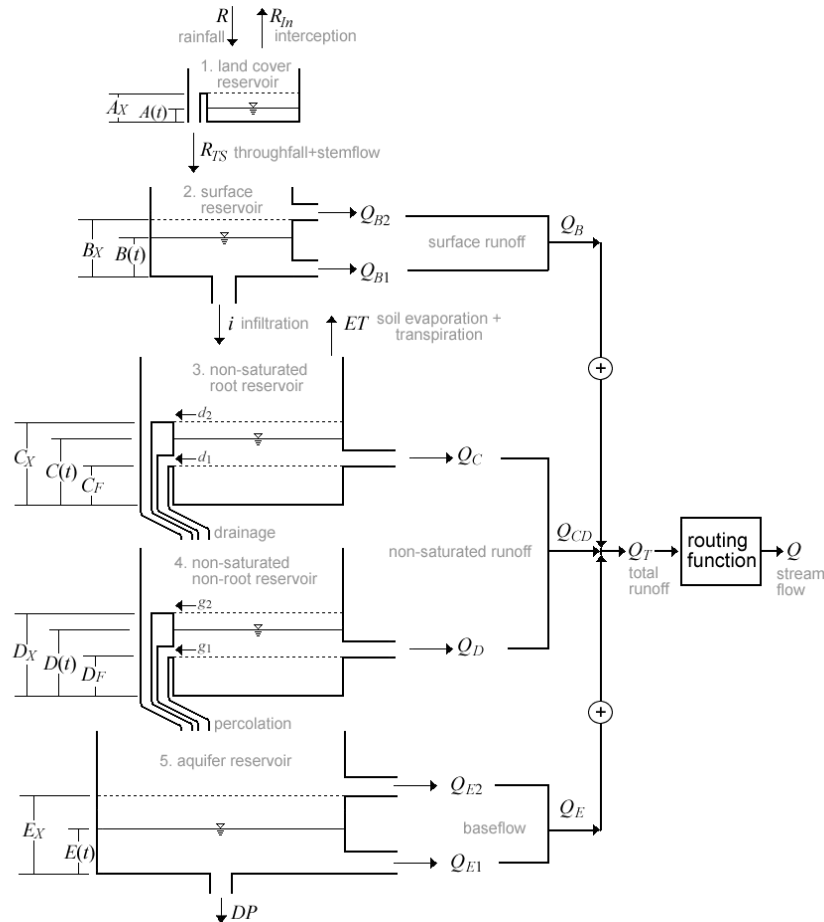 R R_In
rainfall interception
1. land cover
reservoir
A_X A(t)
R_TS throughfall+stemflow
2. surface
reservoir
Q_B2 Q_B
B_X B(t)
surface runoff
Q_B1
i infiltration ET soil evaporation +
transpiration
3. non-saturated
root reservoir
d_2
C_X C(t) d_1 Q_C
C_F
drainage
Q_CD
non-saturated runoff
Q_T routing Q
function
total stream
runoff flow
4. non-saturated
non-root reservoir
g_2
D_X D(t) g_1 Q_D
D_F
+
+
percolation
5. aquifer reservoir
Q_E2 Q_E
E_X E(t)
baseflow
Q_E1
DP